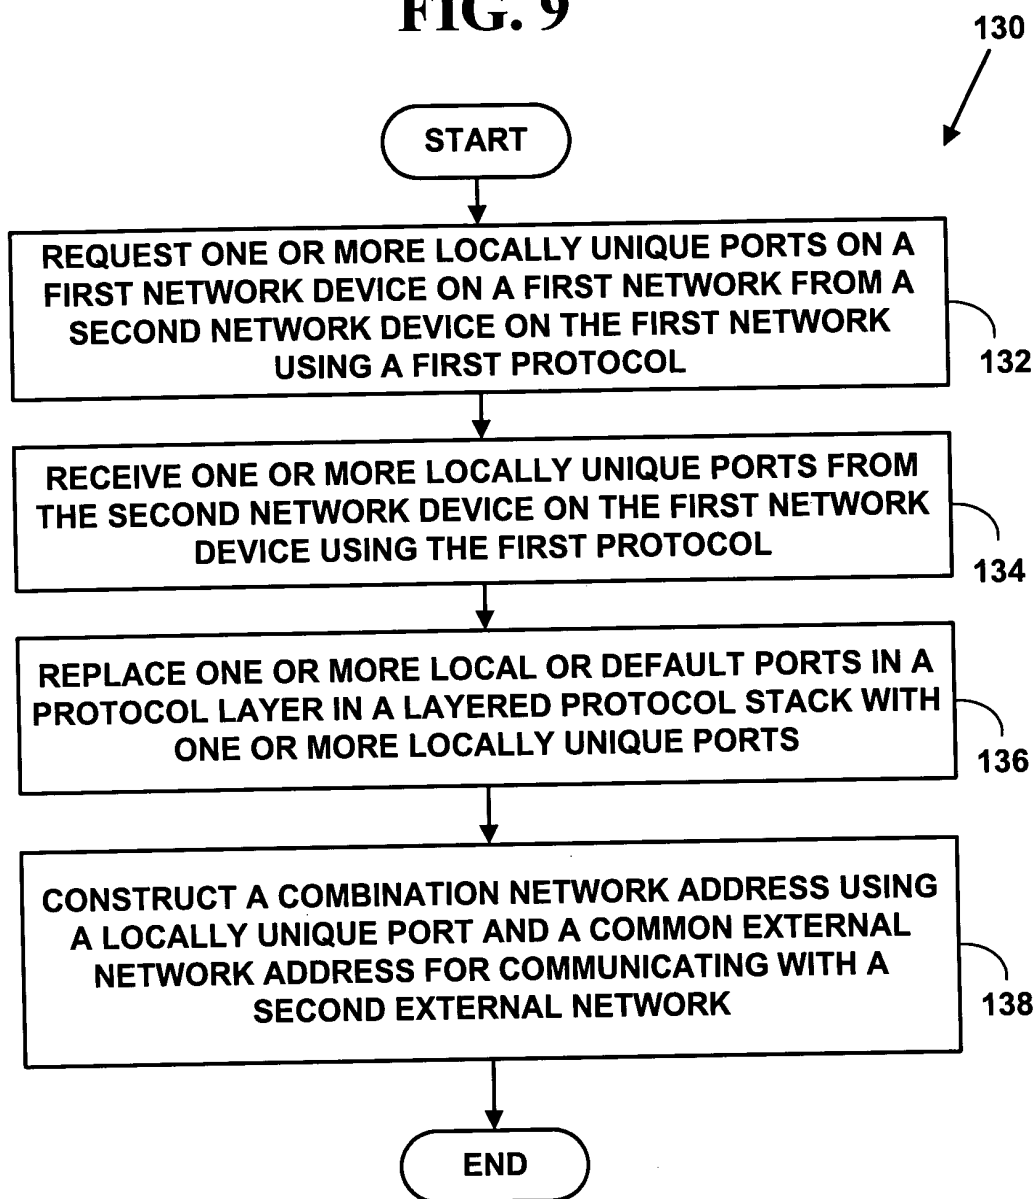 FIG. 9
130
START
REQUEST ONE OR MORE LOCALLY UNIQUE PORTS ON A
FIRST NETWORK DEVICE ON A FIRST NETWORK FROM A
SECOND NETWORK DEVICE ON THE FIRST NETWORK
USING A FIRST PROTOCOL
132
RECEIVE ONE OR MORE LOCALLY UNIQUE PORTS FROM
THE SECOND NETWORK DEVICE ON THE FIRST NETWORK
DEVICE USING THE FIRST PROTOCOL
134
REPLACE ONE OR MORE LOCAL OR DEFAULT PORTS IN A
PROTOCOL LAYER IN A LAYERED PROTOCOL STACK WITH
ONE OR MORE LOCALLY UNIQUE PORTS
136
CONSTRUCT A COMBINATION NETWORK ADDRESS USING
A LOCALLY UNIQUE PORT AND A COMMON EXTERNAL
NETWORK ADDRESS FOR COMMUNICATING WITH A
SECOND EXTERNAL NETWORK
138
END